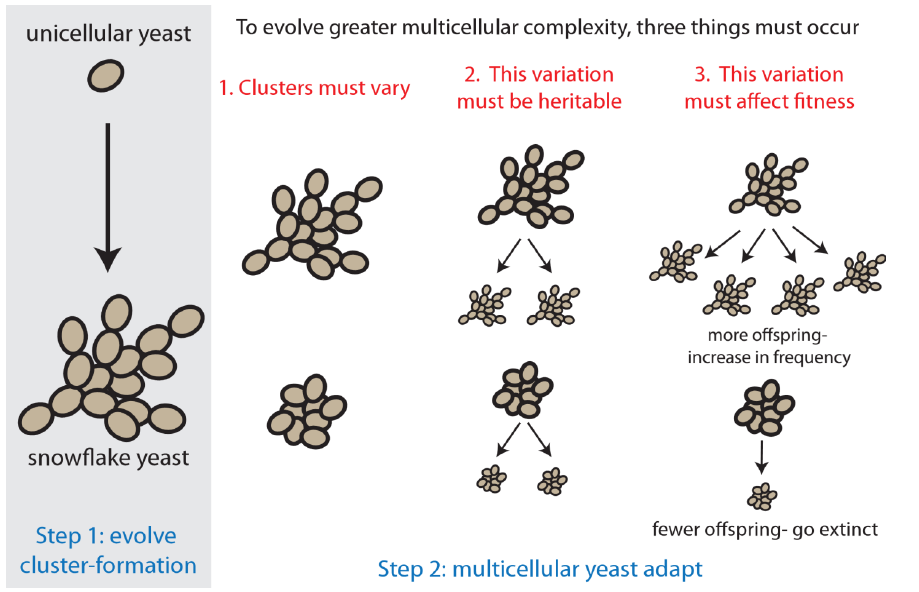 unicellular yeast
snowflake yeast
Step 1: evolve
cluster-formation
To evolve greater multicellular complexity, three things must occur
1. Clusters must vary
2. This variation
must be heritable
3. This variation
must affect fitness
more offspring-
increase in frequency
fewer offspring- go extinct
Step 2: multicellular yeast adapt